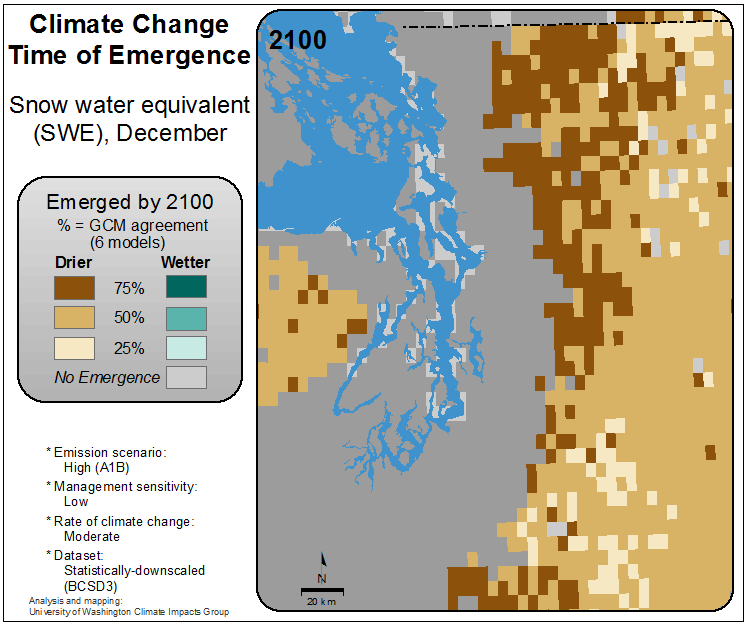 Climate Change
Time of Emergence
Snow water equivalent
(SWE), December
Emerged by 2100
% = GCM agreement
(6 models)
Drier Wetter
75%
50%
25%
No Emergence
* Emission scenario:
High (A1B)
* Management sensitivity:
Low
* Rate of climate change:
Moderate
* Dataset:
Statistically-downscaled
(BCSD3)
Analysis and mapping:
University of Washington Climate Impacts Group
2100
N
20 km